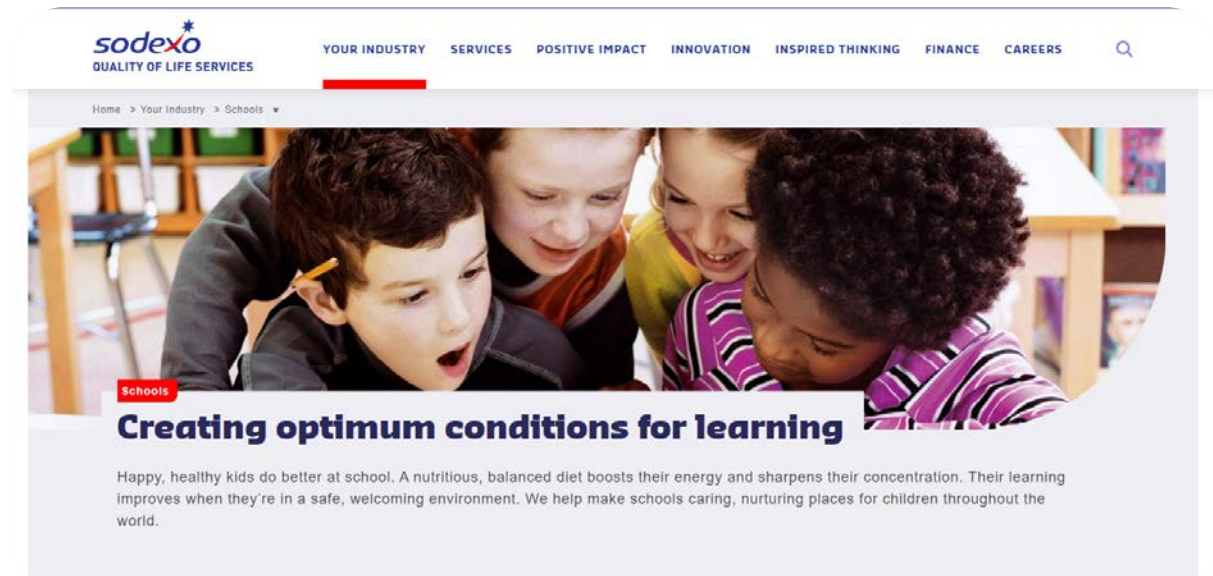 sodexo
QUALITY OF LIFE SERVICES
YOUR INDUSTRY SERVICES POSITIVE IMPACT INNOVATION INSPIRED THINKING FINANCE CAREERS
Home > Your Industry > Schools
Schools
Creating optimum conditions for learning
Happy, healthy kids do better at school. A nutritious, balanced diet boosts their energy and sharpens their concentration. Their learning
improves when they're in a safe, welcoming environment. We help make schools caring, nurturing places for children throughout the
world.